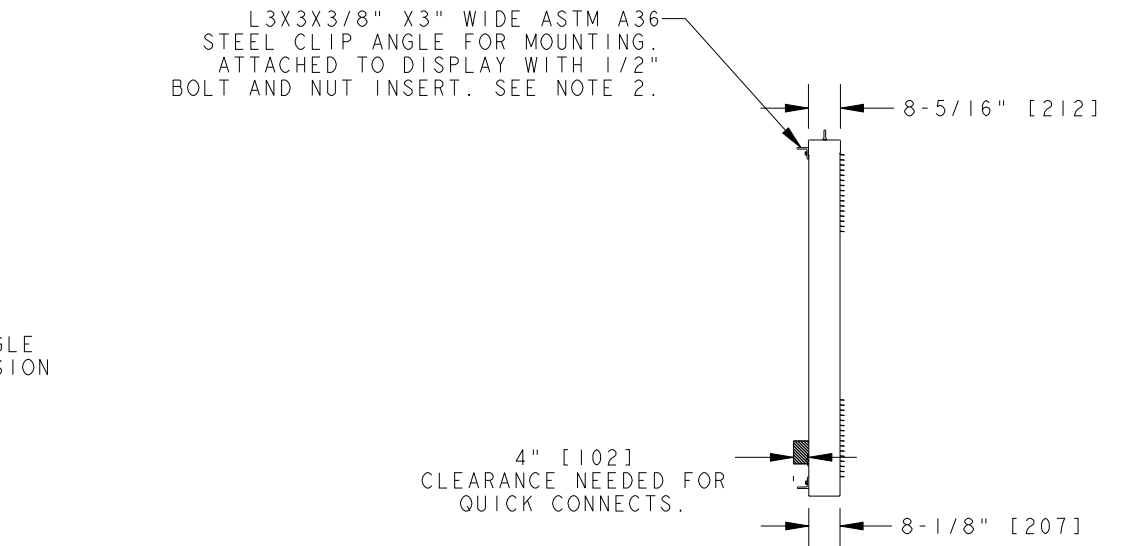 L3X3X3/8" X3" WIDE ASTM A36
STEEL CLIP ANGLE FOR MOUNTING.
ATTACHED TO DISPLAY WITH 1/2"
BOLT AND NUT INSERT. SEE NOTE 2.
8-5/16" [212]
4" [102]
CLEARANCE NEEDED FOR
QUICK CONNECTS.
8-1/8" [207]